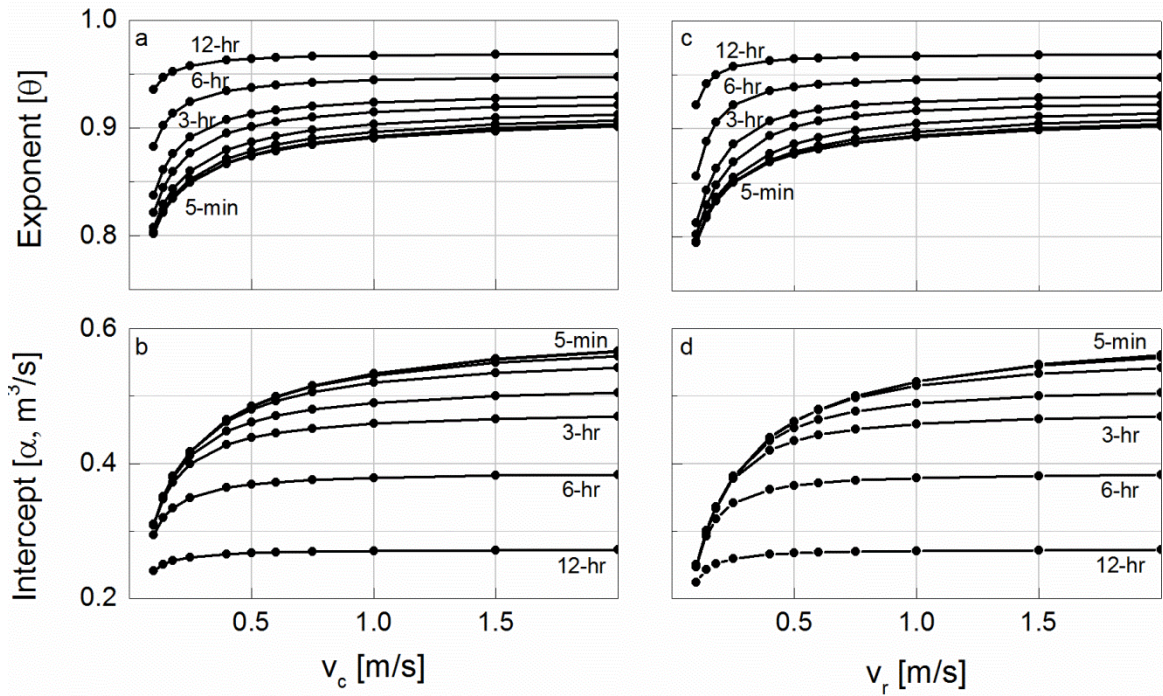 a
c
Exponent [θ]
1.0
0.9
0.8
12-hr
6-hr
3-hr
5-min
12-hr
6-hr
3-hr
5-min
b
d
Intercept [α, m³/s]
0.6
0.4
0.2
5-min
3-hr
6-hr
12-hr
5-min
3-hr
6-hr
12-hr
0.5 1.0 1.5
0.5 1.0 1.5
v_c [m/s]
v_r [m/s]